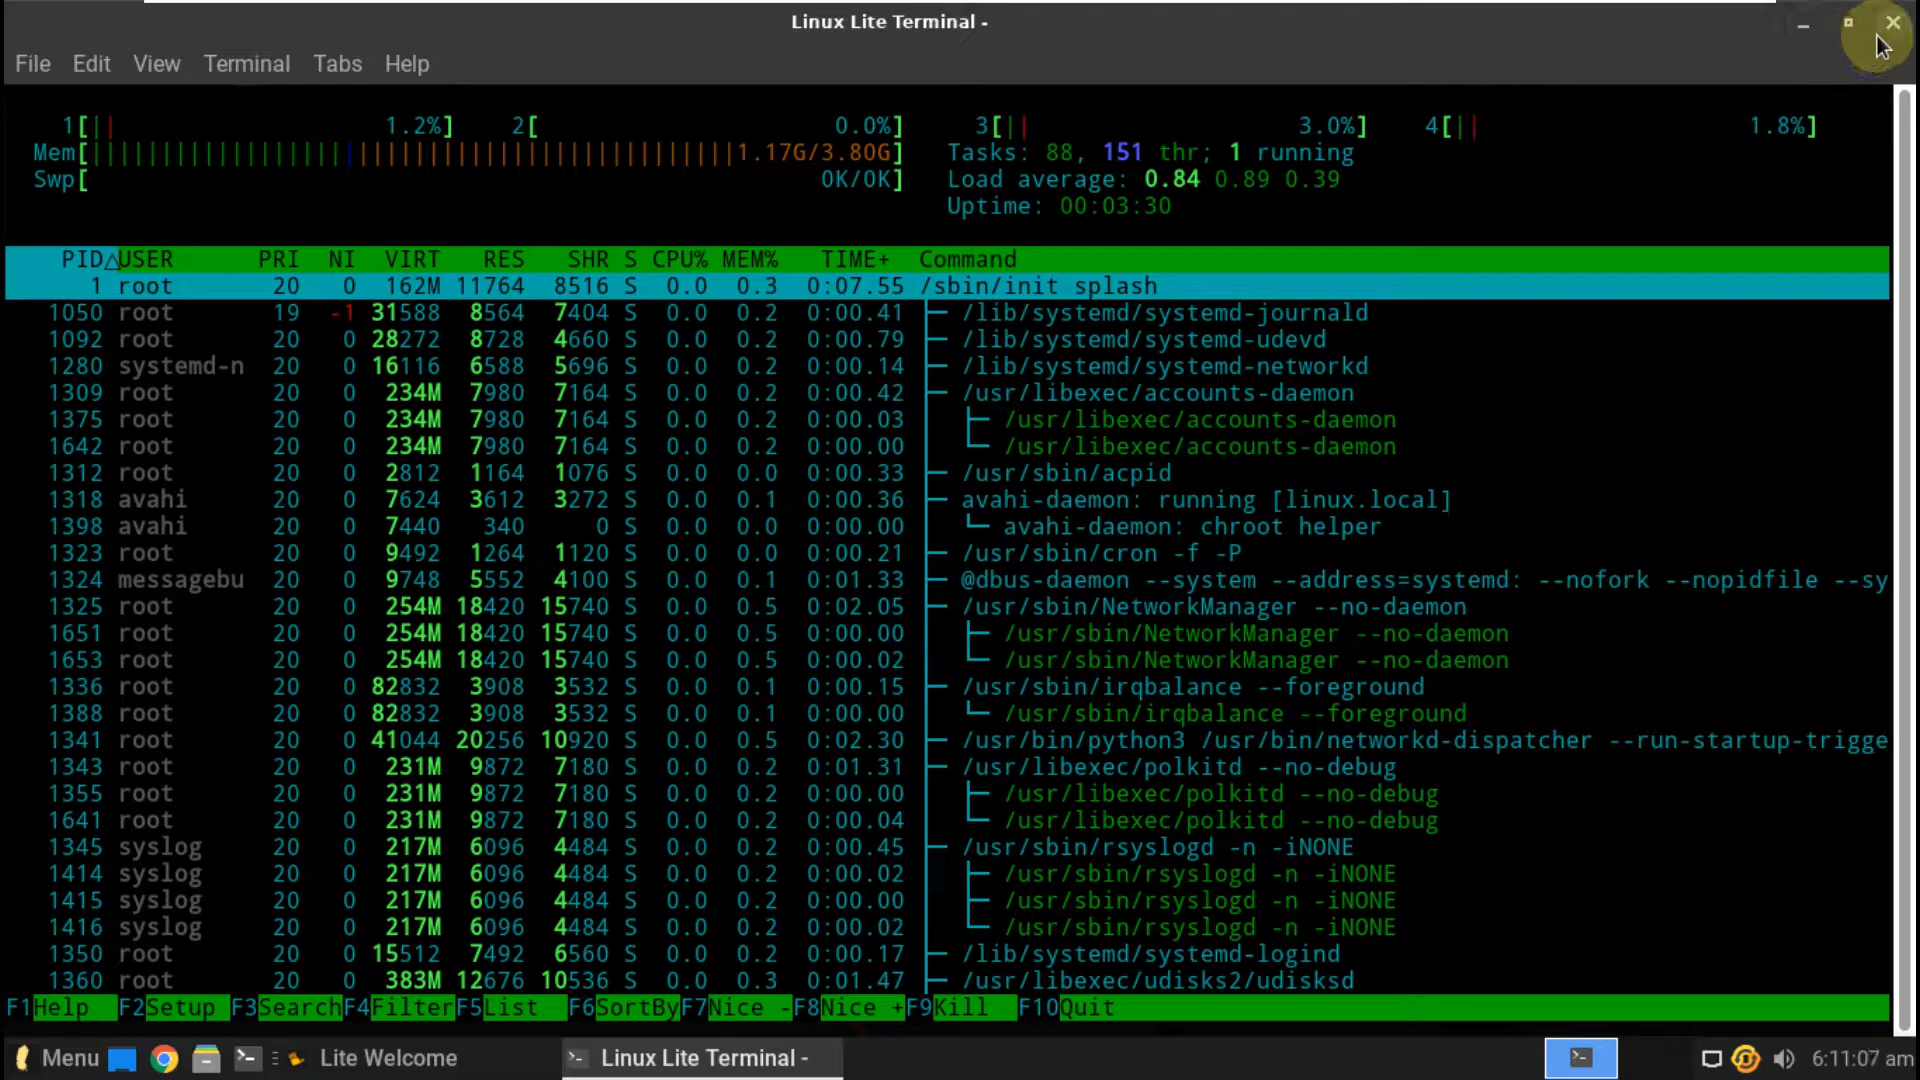 Linux Lite Terminal -
File Edit View Terminal Tabs Help
1[|| 1.2%] 2[ 0.0%] 3[|| 3.0%] 4[|| 1.8%]
Mem[||||||||||||||||||||||||||||||||||||||||||||||1.17G/3.80G] Tasks: 88, 151 thr; 1 running
Swp[ 0K/0K] Load average: 0.84 0.89 0.39
Uptime: 00:03:30
PID△USER PRI NI VIRT RES SHR S CPU% MEM% TIME+ Command
1 root 20 0 162M 11764 8516 S 0.0 0.3 0:07.55 /sbin/init splash
1050 root 19 -1 31588 8564 7404 S 0.0 0.2 0:00.41 ├─ /lib/systemd/systemd-journald
1092 root 20 0 28272 8728 4660 S 0.0 0.2 0:00.79 ├─ /lib/systemd/systemd-udevd
1280 systemd-n 20 0 16116 6588 5696 S 0.0 0.2 0:00.14 ├─ /lib/systemd/systemd-networkd
1309 root 20 0 234M 7980 7164 S 0.0 0.2 0:00.42 ├─ /usr/libexec/accounts-daemon
1375 root 20 0 234M 7980 7164 S 0.0 0.2 0:00.03 │ ├─ /usr/libexec/accounts-daemon
1642 root 20 0 234M 7980 7164 S 0.0 0.2 0:00.00 │ └─ /usr/libexec/accounts-daemon
1312 root 20 0 2812 1164 1076 S 0.0 0.0 0:00.33 ├─ /usr/sbin/acpid
1318 avahi 20 0 7624 3612 3272 S 0.0 0.1 0:00.36 ├─ avahi-daemon: running [linux.local]
1398 avahi 20 0 7440 340 0 S 0.0 0.0 0:00.00 │ └─ avahi-daemon: chroot helper
1323 root 20 0 9492 1264 1120 S 0.0 0.0 0:00.21 ├─ /usr/sbin/cron -f -P
1324 messagebu 20 0 9748 5552 4100 S 0.0 0.1 0:01.33 ├─ @dbus-daemon --system --address=systemd: --nofork --nopidfile --sy
1325 root 20 0 254M 18420 15740 S 0.0 0.5 0:02.05 ├─ /usr/sbin/NetworkManager --no-daemon
1651 root 20 0 254M 18420 15740 S 0.0 0.5 0:00.00 │ ├─ /usr/sbin/NetworkManager --no-daemon
1653 root 20 0 254M 18420 15740 S 0.0 0.5 0:00.02 │ └─ /usr/sbin/NetworkManager --no-daemon
1336 root 20 0 82832 3908 3532 S 0.0 0.1 0:00.15 ├─ /usr/sbin/irqbalance --foreground
1388 root 20 0 82832 3908 3532 S 0.0 0.1 0:00.00 │ └─ /usr/sbin/irqbalance --foreground
1341 root 20 0 41044 20256 10920 S 0.0 0.5 0:02.30 ├─ /usr/bin/python3 /usr/bin/networkd-dispatcher --run-startup-trigge
1343 root 20 0 231M 9872 7180 S 0.0 0.2 0:01.31 ├─ /usr/libexec/polkitd --no-debug
1355 root 20 0 231M 9872 7180 S 0.0 0.2 0:00.00 │ ├─ /usr/libexec/polkitd --no-debug
1641 root 20 0 231M 9872 7180 S 0.0 0.2 0:00.04 │ └─ /usr/libexec/polkitd --no-debug
1345 syslog 20 0 217M 6096 4484 S 0.0 0.2 0:00.45 ├─ /usr/sbin/rsyslogd -n -iNONE
1414 syslog 20 0 217M 6096 4484 S 0.0 0.2 0:00.02 │ ├─ /usr/sbin/rsyslogd -n -iNONE
1415 syslog 20 0 217M 6096 4484 S 0.0 0.2 0:00.00 │ ├─ /usr/sbin/rsyslogd -n -iNONE
1416 syslog 20 0 217M 6096 4484 S 0.0 0.2 0:00.02 │ └─ /usr/sbin/rsyslogd -n -iNONE
1350 root 20 0 15512 7492 6560 S 0.0 0.2 0:00.17 ├─ /lib/systemd/systemd-logind
1360 root 20 0 383M 12676 10536 S 0.0 0.3 0:01.47 ├─ /usr/libexec/udisks2/udisksd
F1Help F2Setup F3SearchF4FilterF5List F6SortByF7Nice -F8Nice +F9Kill F10Quit
Menu Lite Welcome Linux Lite Terminal - 6:11:07 am